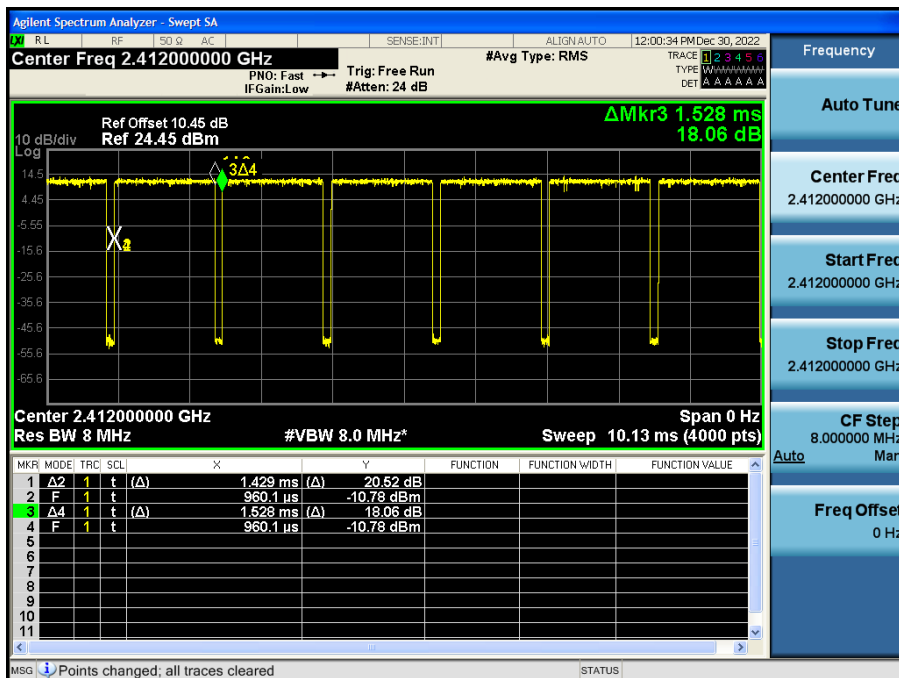 Agilent Spectrum Analyzer - Swept SA
LXI RL RF 50 Ω AC SENSE:INT ALIGN AUTO 12:00:34 PM Dec 30, 2022
Center Freq 2.412000000 GHz
PNO: Fast
IFGain:Low
Trig: Free Run
#Atten: 24 dB
#Avg Type: RMS
TRACE 1 2 3 4 5 6
TYPE WWWWWW
DET A A A A A A
Ref Offset 10.45 dB
10 dB/div Ref 24.45 dBm
Log
ΔMkr3 1.528 ms
18.06 dB
14.5
4.45
-5.55
-15.6
-25.6
-35.6
-45.6
-55.6
-65.6
3Δ4
Center 2.412000000 GHz Span 0 Hz
Res BW 8 MHz #VBW 8.0 MHz* Sweep 10.13 ms (4000 pts)
MKR MODE TRC SCL X Y FUNCTION FUNCTION WIDTH FUNCTION VALUE
1 Δ2 1 t (Δ) 1.429 ms (Δ) 20.52 dB
2 F 1 t 960.1 µs -10.78 dBm
3 Δ4 1 t (Δ) 1.528 ms (Δ) 18.06 dB
4 F 1 t 960.1 µs -10.78 dBm
5
6
7
8
9
10
11
MSG Points changed; all traces cleared STATUS
Frequency
Auto Tune
Center Freq
2.412000000 GHz
Start Freq
2.412000000 GHz
Stop Freq
2.412000000 GHz
CF Step
8.000000 MHz
Auto Man
Freq Offset
0 Hz